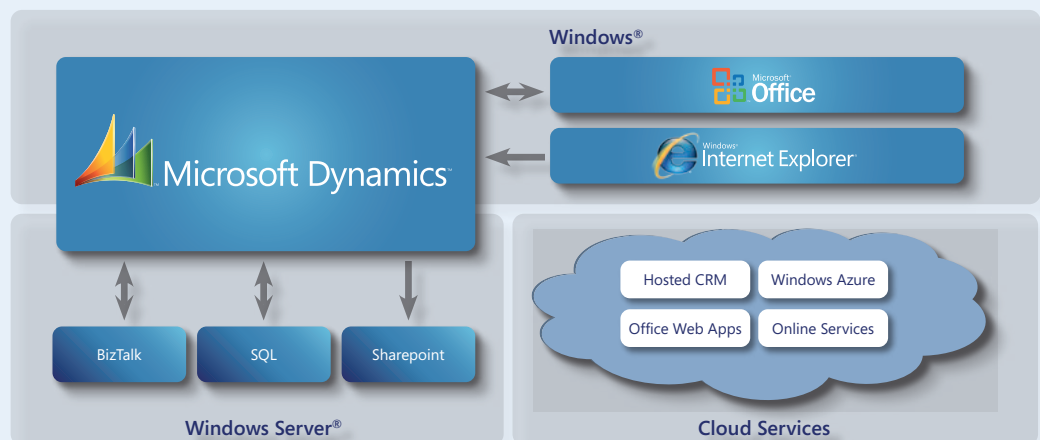 Windows®
Microsoft Dynamics™
Microsoft
Office
Windows®
Internet Explorer
Hosted CRM
Windows Azure
Office Web Apps
Online Services
BizTalk
SQL
Sharepoint
Windows Server®
Cloud Services